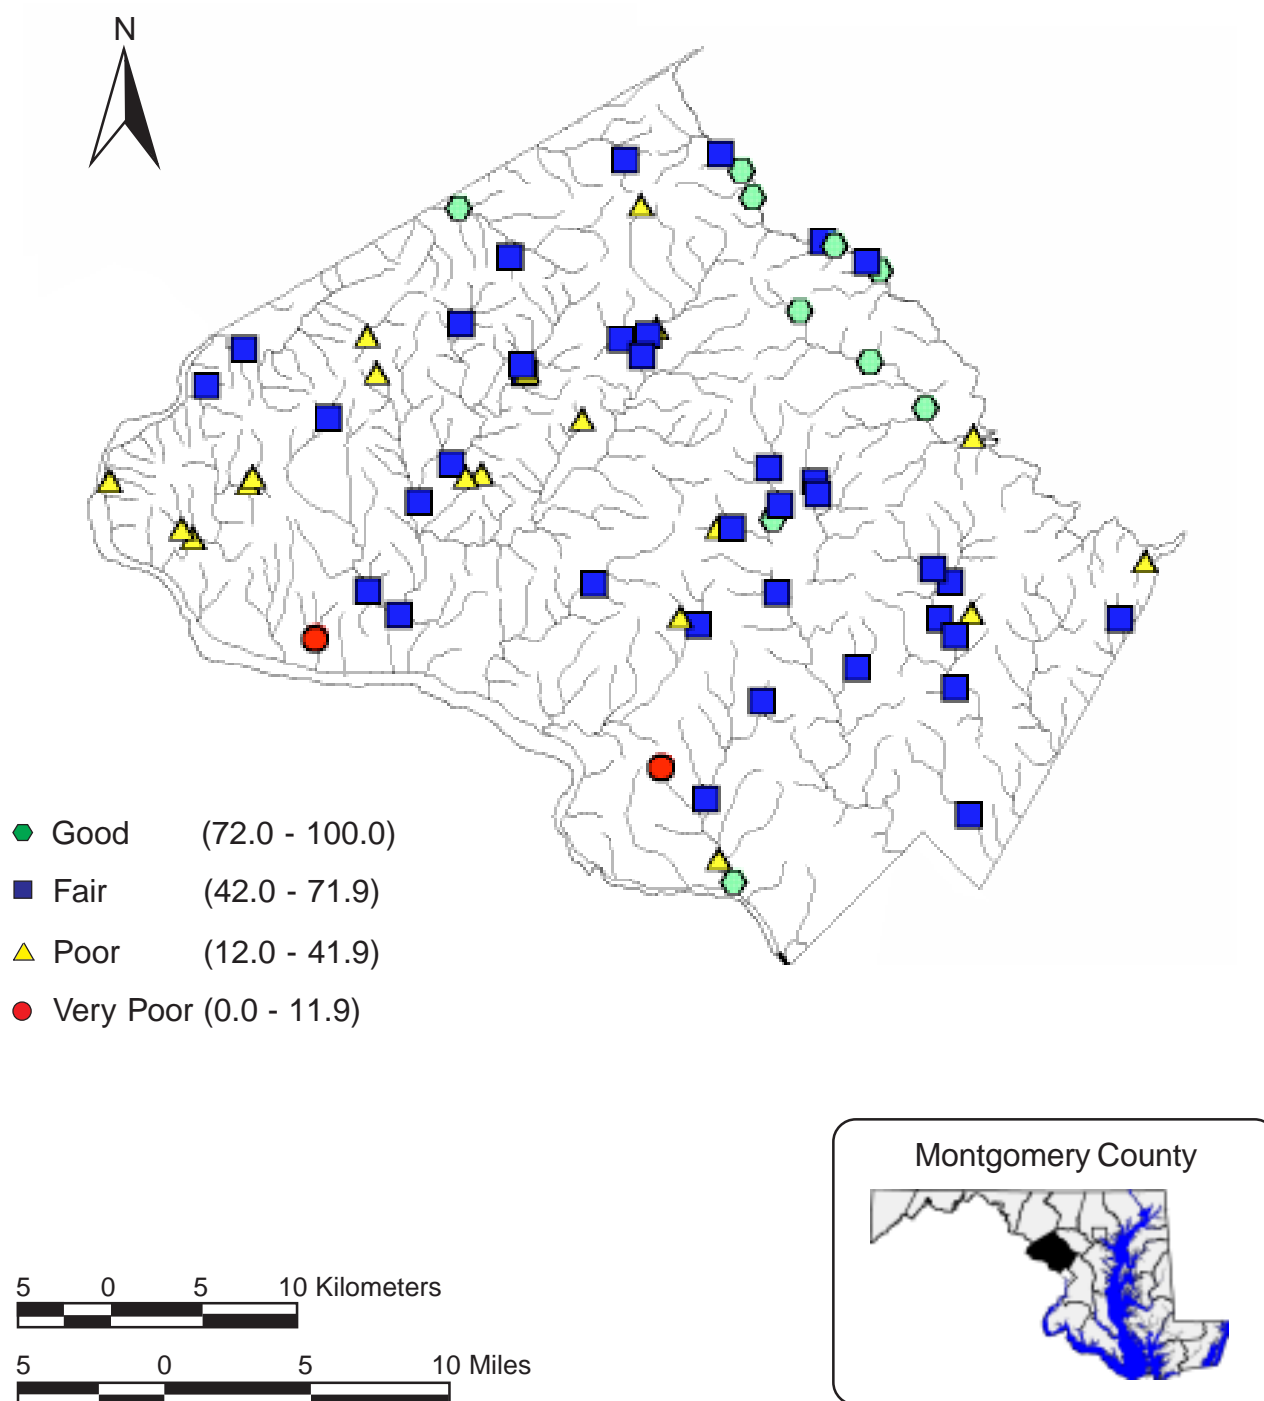 N
Good (72.0 - 100.0)
Fair (42.0 - 71.9)
Poor (12.0 - 41.9)
Very Poor (0.0 - 11.9)
Montgomery County
5 0 5 10 Kilometers
5 0 5 10 Miles